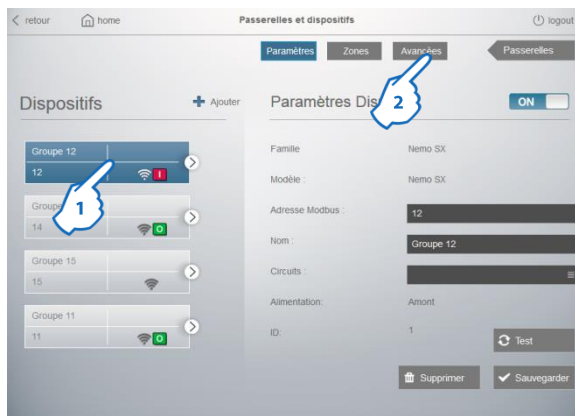 retour
home
Passerelles et dispositifs
logout
Paramètres
Zones
Avancées
Passerelles
Dispositifs
Ajouter
Paramètres Dis
2
ON
Groupe 12
12
I
1
14
O
Groupe 15
15
Groupe 11
11
O
Famille
Nemo SX
Modèle :
Nemo SX
Adresse Modbus :
12
Nom :
Groupe 12
Circuits :
Alimentation:
Amont
ID:
1
Test
Supprimer
Sauvegarder